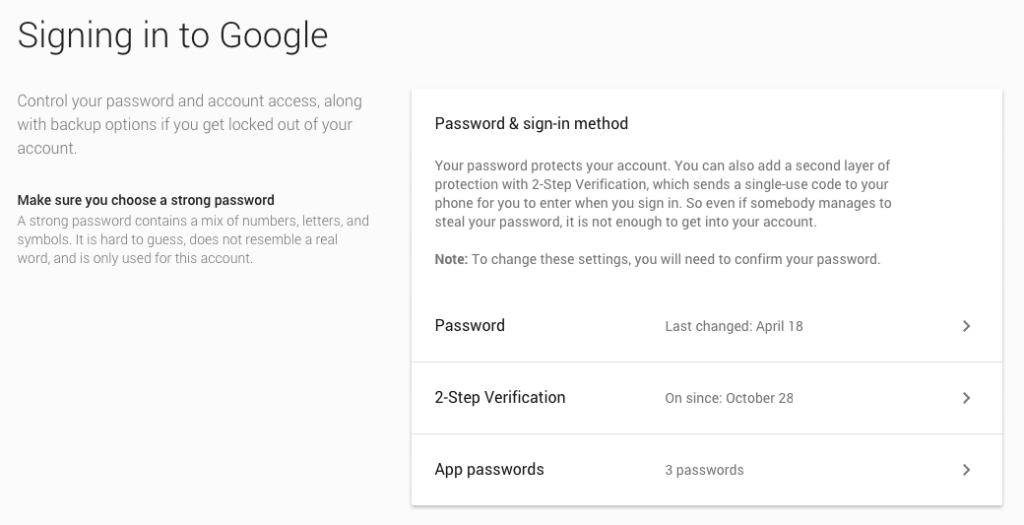 Signing in to Google
Control your password and account access, along
with backup options if you get locked out of your
account.
Make sure you choose a strong password
A strong password contains a mix of numbers, letters, and
symbols. It is hard to guess, does not resemble a real
word, and is only used for this account.
Password & sign-in method
Your password protects your account. You can also add a second layer of
protection with 2-Step Verification, which sends a single-use code to your
phone for you to enter when you sign in. So even if somebody manages to
steal your password, it is not enough to get into your account.
Note: To change these settings, you will need to confirm your password.
Password Last changed: April 18
2-Step Verification On since: October 28
App passwords 3 passwords